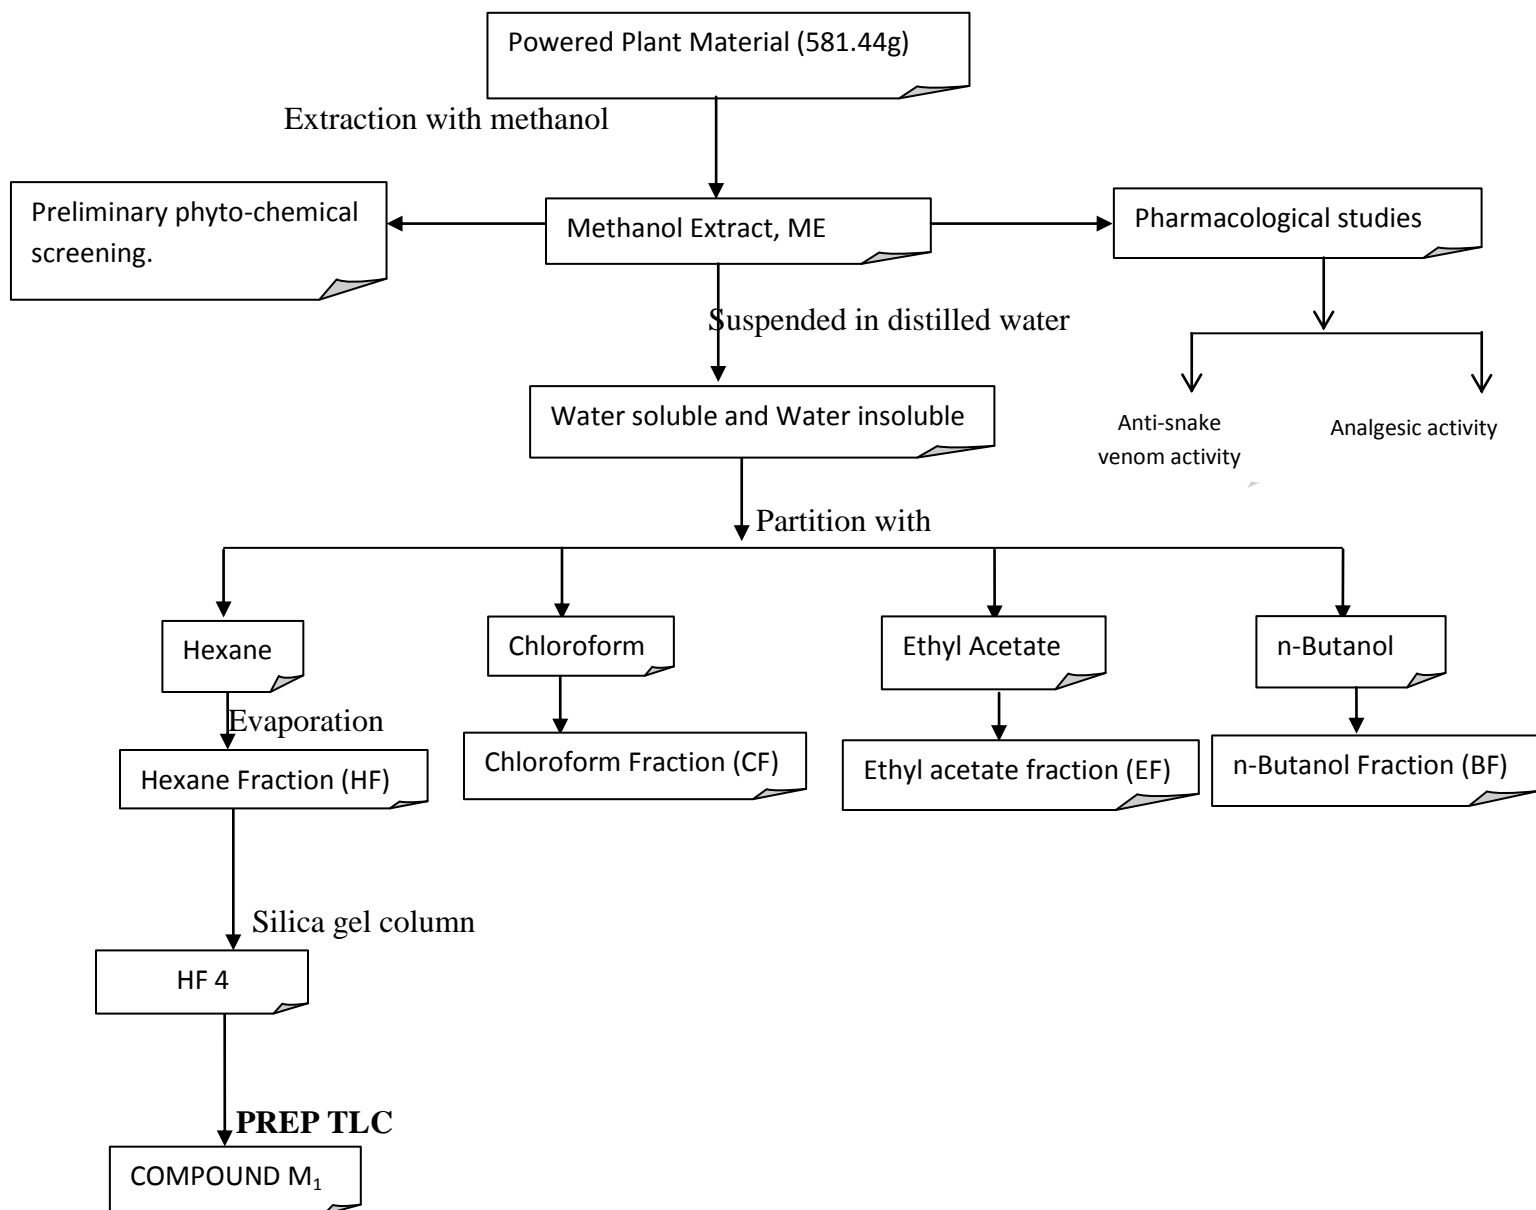 Powered Plant Material (581.44g)
Extraction with methanol
Preliminary phyto-chemical
screening.
Methanol Extract, ME
Pharmacological studies
Suspended in distilled water
Water soluble and Water insoluble
Anti-snake
venom activity
Analgesic activity
Partition with
Hexane
Chloroform
Ethyl Acetate
n-Butanol
Evaporation
Hexane Fraction (HF)
Chloroform Fraction (CF)
Ethyl acetate fraction (EF)
n-Butanol Fraction (BF)
Silica gel column
HF 4
PREP TLC
COMPOUND M₁